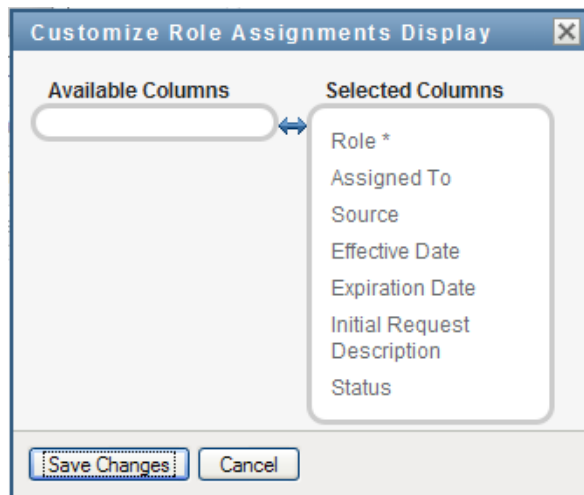 Customize Role Assignments Display
Available Columns
Selected Columns
Role *
Assigned To
Source
Effective Date
Expiration Date
Initial Request
Description
Status
Save Changes
Cancel